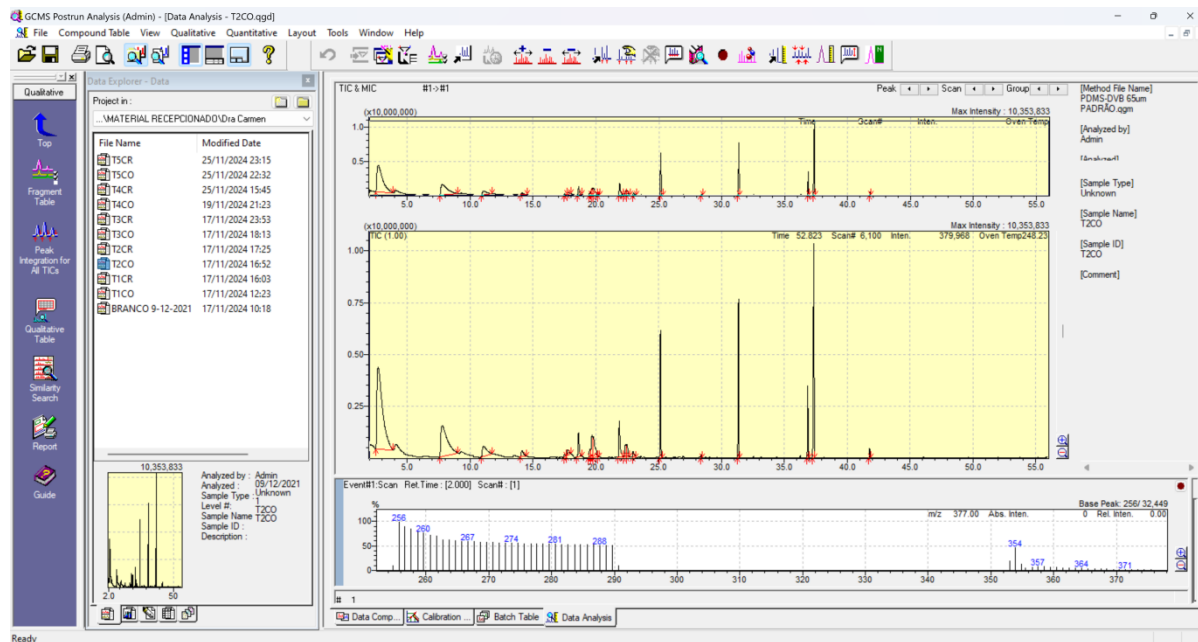 GCMS Postrun Analysis (Admin) - [Data Analysis - T2CO.qgd]
File Compound Table View Qualitative Quantitative Layout Tools Window Help
Qualitative
Top
Fragment
Table
Peak
Integration for
All TICs
Qualitative
Table
Similarity
Search
Report
Guide
Data Explorer - Data
Project in :
...\MATERIAL RECEPCIONADO\Dra Carmen
File Name Modified Date
T5CR 25/11/2024 23:15
T5CO 25/11/2024 22:32
T4CR 25/11/2024 15:45
T4CO 19/11/2024 21:23
T3CR 17/11/2024 23:53
T3CO 17/11/2024 18:13
T2CR 17/11/2024 17:25
T2CO 17/11/2024 16:52
T1CR 17/11/2024 16:03
T1CO 17/11/2024 12:23
BRANCO 9-12-2021 17/11/2024 10:18
10,353,833
2.0 50
Analyzed by : Admin
Analyzed : 09/12/2021
Sample Type : Unknown
Level #: 1
Sample Name T2CO
Sample ID : T2CO
Description :
TIC & MIC #1->#1 Peak Scan Group
(x10,000,000) Max Intensity : 10,353,833
Time Scan# Inten. Oven Temp
1.0
0.5
5.0 10.0 15.0 20.0 25.0 30.0 35.0 40.0 45.0 50.0 55.0
(x10,000,000) Max Intensity : 10,353,833
TIC (1.00) Time 52.823 Scan# 6,100 Inten. 379,968 Oven Temp 248.23
1.00
0.75
0.50
0.25
5.0 10.0 15.0 20.0 25.0 30.0 35.0 40.0 45.0 50.0 55.0
Event#1:Scan Ret.Time : [2.000] Scan# : [1]
Base Peak: 256/ 32,449
% m/z 377.00 Abs. Inten. 0 Rel. Inten. 0.00
100
50
0
256 260 267 274 281 288 354 357 364 371
260 270 280 290 300 310 320 330 340 350 360 370
# 1
Data Comp... Calibration ... Batch Table Data Analysis
[Method File Name]
PDMS-DVB 65um
PADRÃO.qgm
[Analyzed by]
Admin
[Analyzed]
[Sample Type]
Unknown
[Sample Name]
T2CO
[Sample ID]
T2CO
[Comment]
Ready